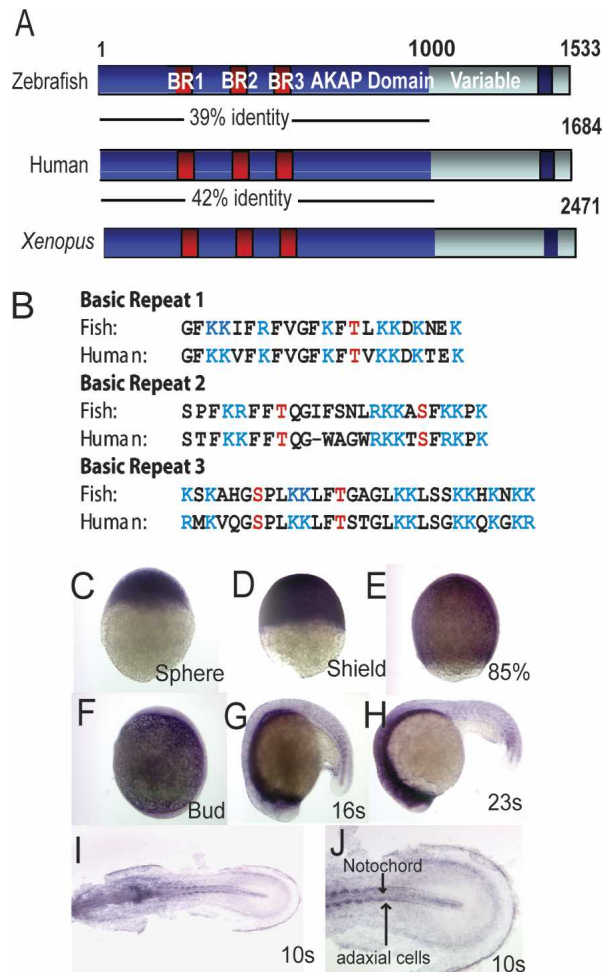 A
1 1000 1533
Zebrafish BR1 BR2 BR3 AKAP Domain Variable
39% identity
1684
Human
42% identity
2471
Xenopus
B
Basic Repeat 1
Fish: GFKKIFRFVGFKFTLKKDKNEK
Human: GFKKVFKFVGFKFTVKKDKTEK
Basic Repeat 2
Fish: SPFKRFFTQGIFSNLRKKASFKKPK
Human: STFKKFFTQG-WAGWRKKTSFRKPK
Basic Repeat 3
Fish: KSKAHGSPLKKLFTGAGLKKLSSKKHKNKK
Human: RMKVQGSPLKKLFTSTGLKKLSGKKQKGKR
C
Sphere
D
Shield
E
85%
F
Bud
G
16s
H
23s
I
10s
J
Notochord
adaxial cells
10s